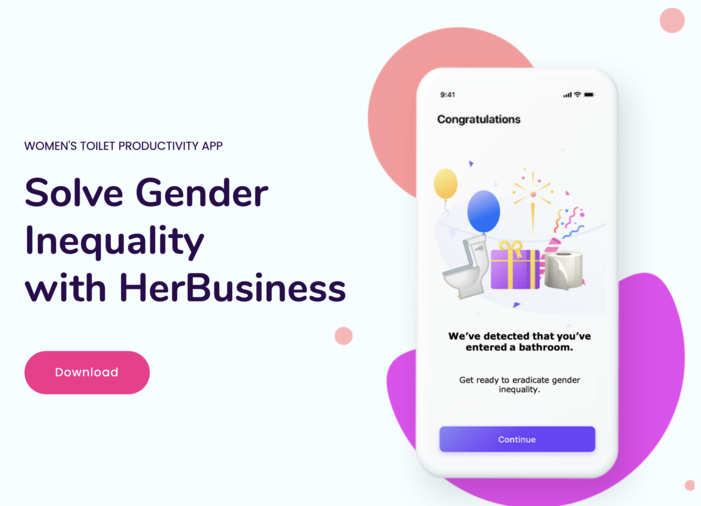 WOMEN'S TOILET PRODUCTIVITY APP
Solve Gender
Inequality
with HerBusiness
Download
9:41
Congratulations
We've detected that you've
entered a bathroom.
Get ready to eradicate gender
inequality.
Continue